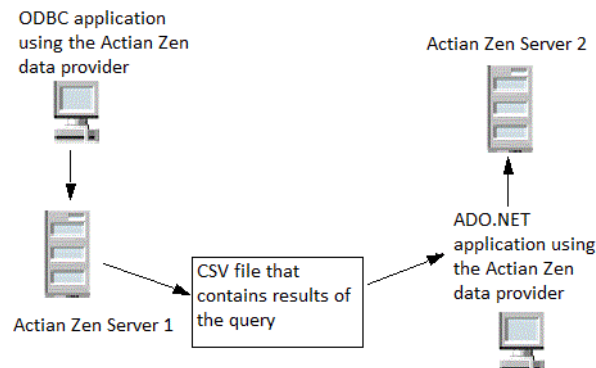 ODBC application
using the Actian Zen
data provider
Actian Zen Server 1
CSV file that
contains results of
the query
ADO.NET
application using
the Actian Zen
data provider
Actian Zen Server 2